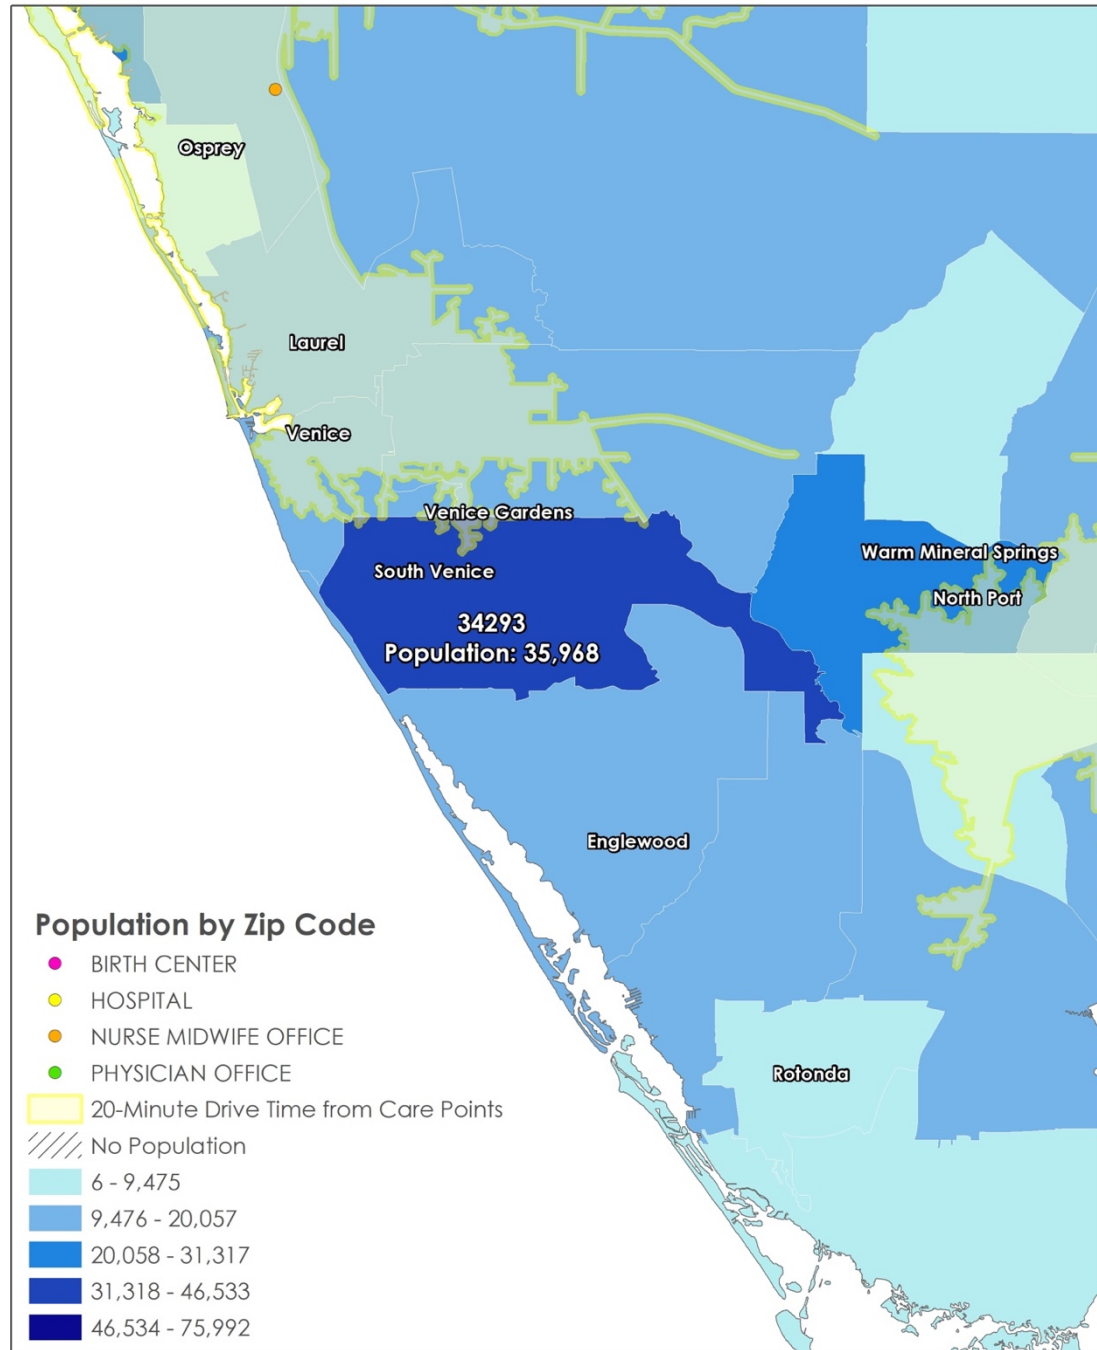 Osprey
Laurel
Venice
Venice Gardens
South Venice
Warm Mineral Springs
North Port
34293
Population: 35,968
Englewood
Rotonda
Population by Zip Code
BIRTH CENTER
HOSPITAL
NURSE MIDWIFE OFFICE
PHYSICIAN OFFICE
20-Minute Drive Time from Care Points
No Population
6 - 9,475
9,476 - 20,057
20,058 - 31,317
31,318 - 46,533
46,534 - 75,992